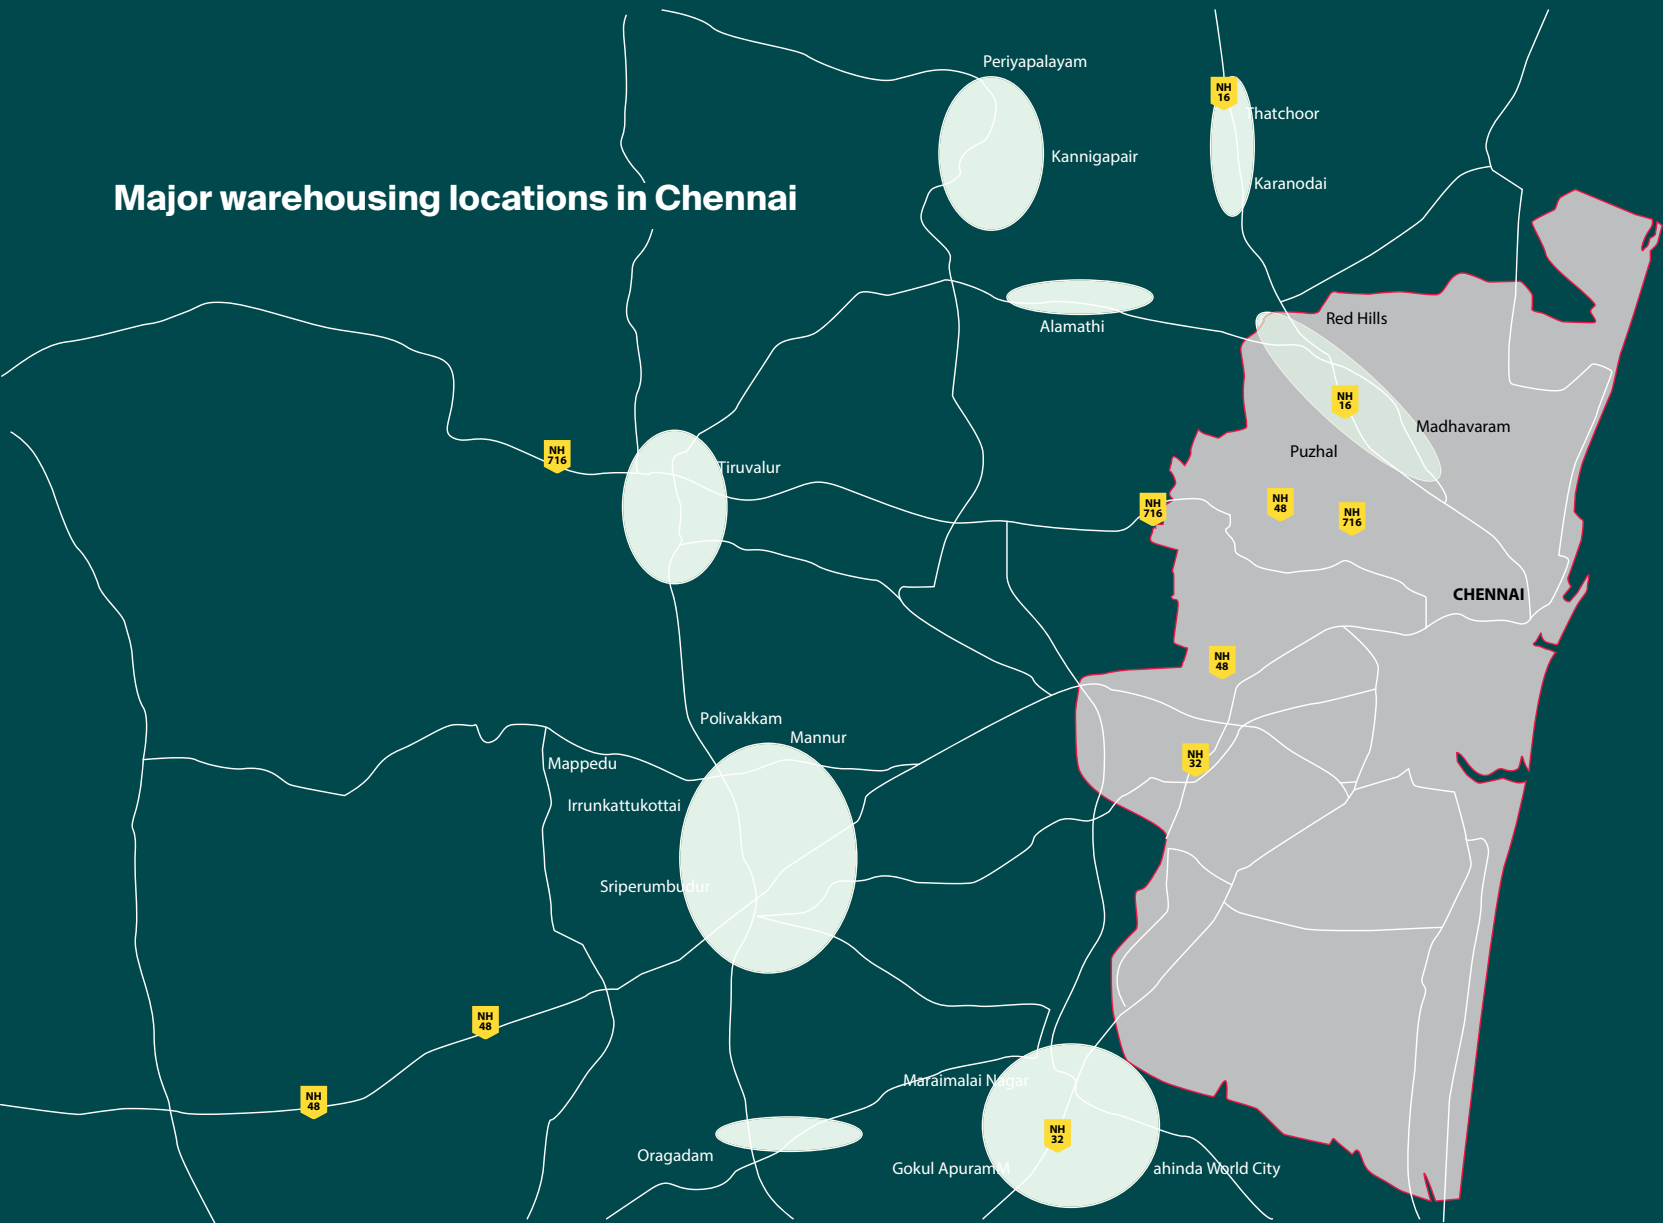 Periyapalayam
NH
16
Thatchoor
Kannigapair
Karanodai
Major warehousing locations in Chennai
Alamathi
Red Hills
NH
16
Madhavaram
Puzhal
NH
716
Tiruvalur
NH
716
NH
48
NH
716
CHENNAI
NH
48
Polivakkam
Mannur
NH
32
Mappedu
Irrunkattukottai
Sriperumbudur
NH
48
NH
48
Maraimalai Nagar
NH
32
Oragadam
Gokul ApuramM
ahinda World City